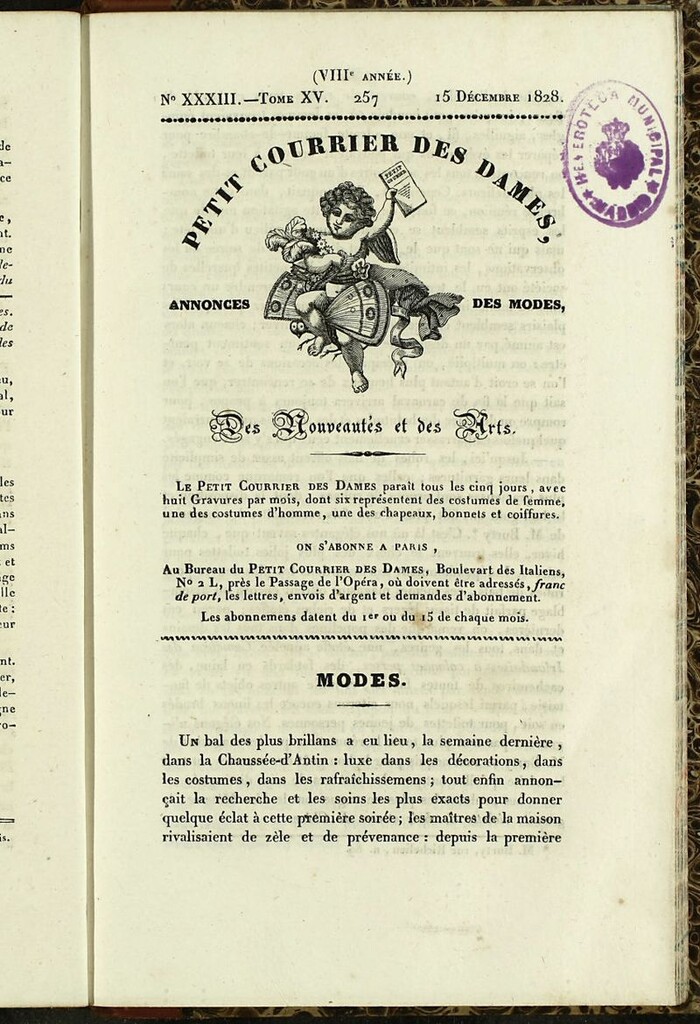 (VIIIe ANNÉE.)
No XXXIII.—TOME XV. 257 15 DÉCEMBRE 1828.
HEMEROTECA MUNICIPAL
MADRID
PETIT COURRIER DES DAMES,
PETIT
ANNONCES DES MODES,
Des Nouveautés et des Arts.
LE PETIT COURRIER DES DAMES paraît tous les cinq jours, avec
huit Gravures par mois, dont six représentent des costumes de femme,
une des costumes d'homme, une des chapeaux, bonnets et coiffures.
ON S'ABONNE A PARIS,
Au Bureau du PETIT COURRIER DES DAMES, Boulevart des Italiens,
No 2 L, près le Passage de l'Opéra, où doivent être adressés, franc
de port, les lettres, envois d'argent et demandes d'abonnement.
Les abonnemens datent du 1er ou du 15 de chaque mois.
MODES.
UN bal des plus brillans a eu lieu, la semaine dernière,
dans la Chaussée-d'Antin : luxe dans les décorations, dans
les costumes, dans les rafraîchissemens; tout enfin annon-
çait la recherche et les soins les plus exacts pour donner
quelque éclat à cette première soirée; les maîtres de la maison
rivalisaient de zèle et de prévenance : depuis la première